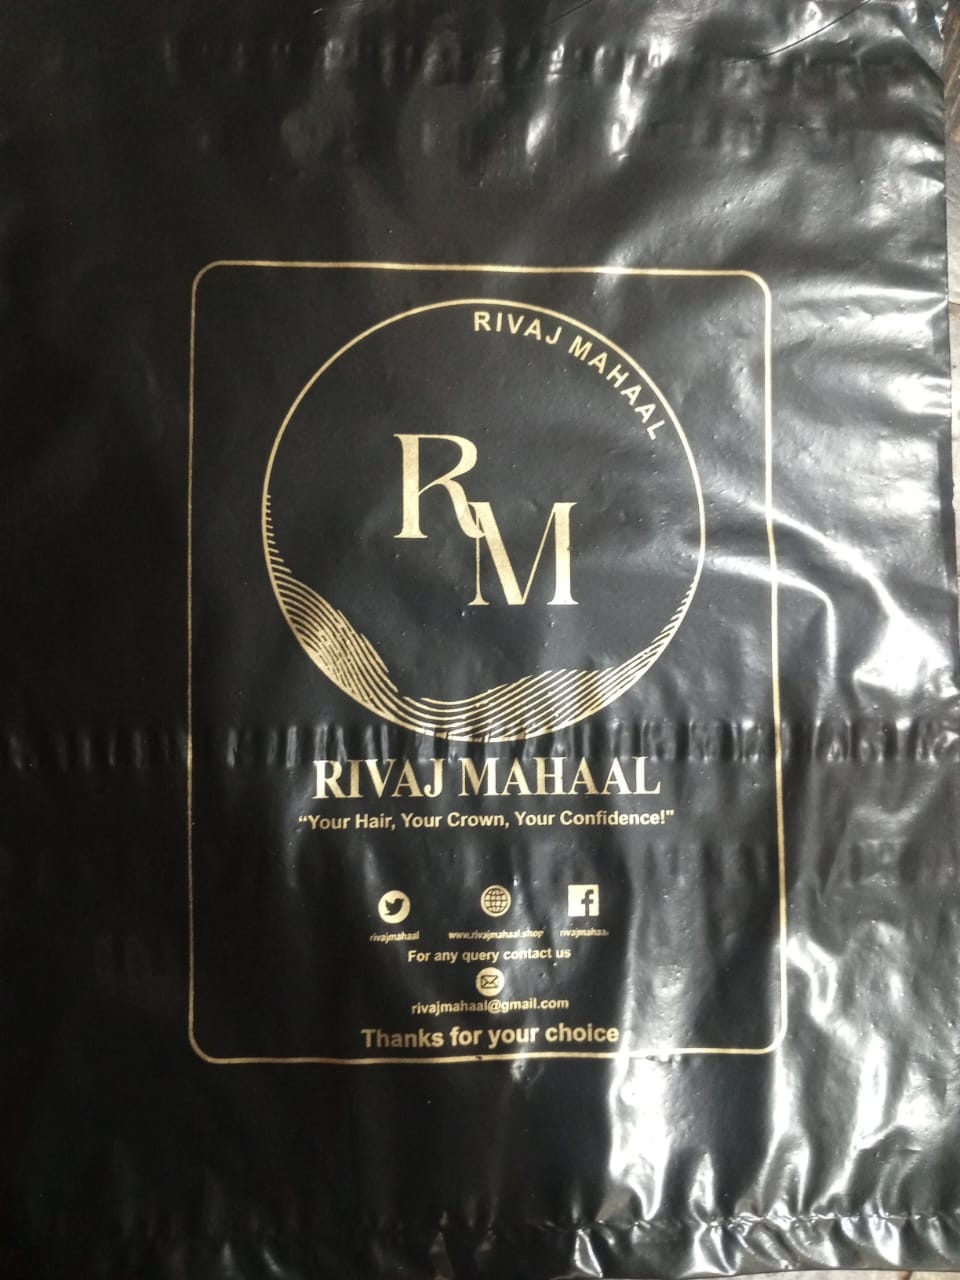 RIVAJ MAHAAL
RM
RIVAJ MAHAAL
“Your Hair, Your Crown, Your Confidence!”
rivajmahaal www.rivajmahaal.shop rivajmahaa
For any query contact us
rivajmahaal@gmail.com
Thanks for your choice